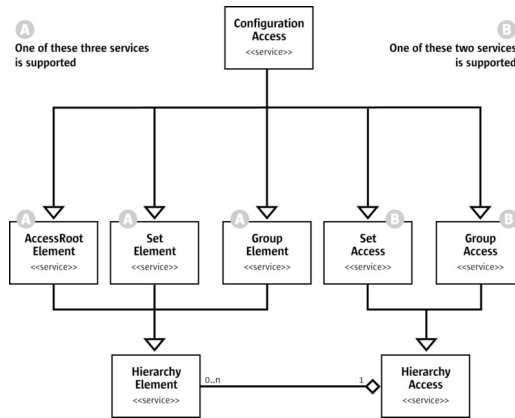 A
One of these three services
is supported
Configuration
Access
<<service>>
B
One of these two services
is supported
A
AccessRoot
Element
<<service>>
A
Set
Element
<<service>>
A
Group
Element
<<service>>
B
Set
Access
<<service>>
B
Group
Access
<<service>>
Hierarchy
Element
<<service>>
0..n
1
Hierarchy
Access
<<service>>